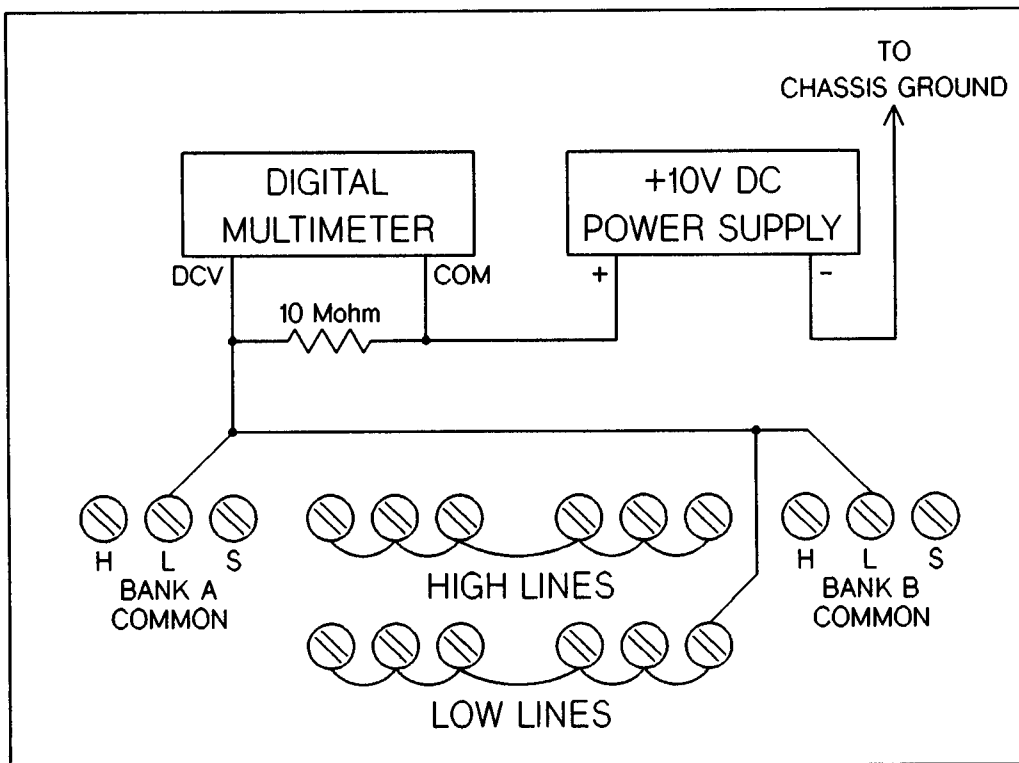 TO
CHASSIS GROUND
DIGITAL
MULTIMETER
+10V DC
POWER SUPPLY
DCV
COM
+
-
10 Mohm
H L S
BANK A
COMMON
HIGH LINES
H L S
BANK B
COMMON
LOW LINES